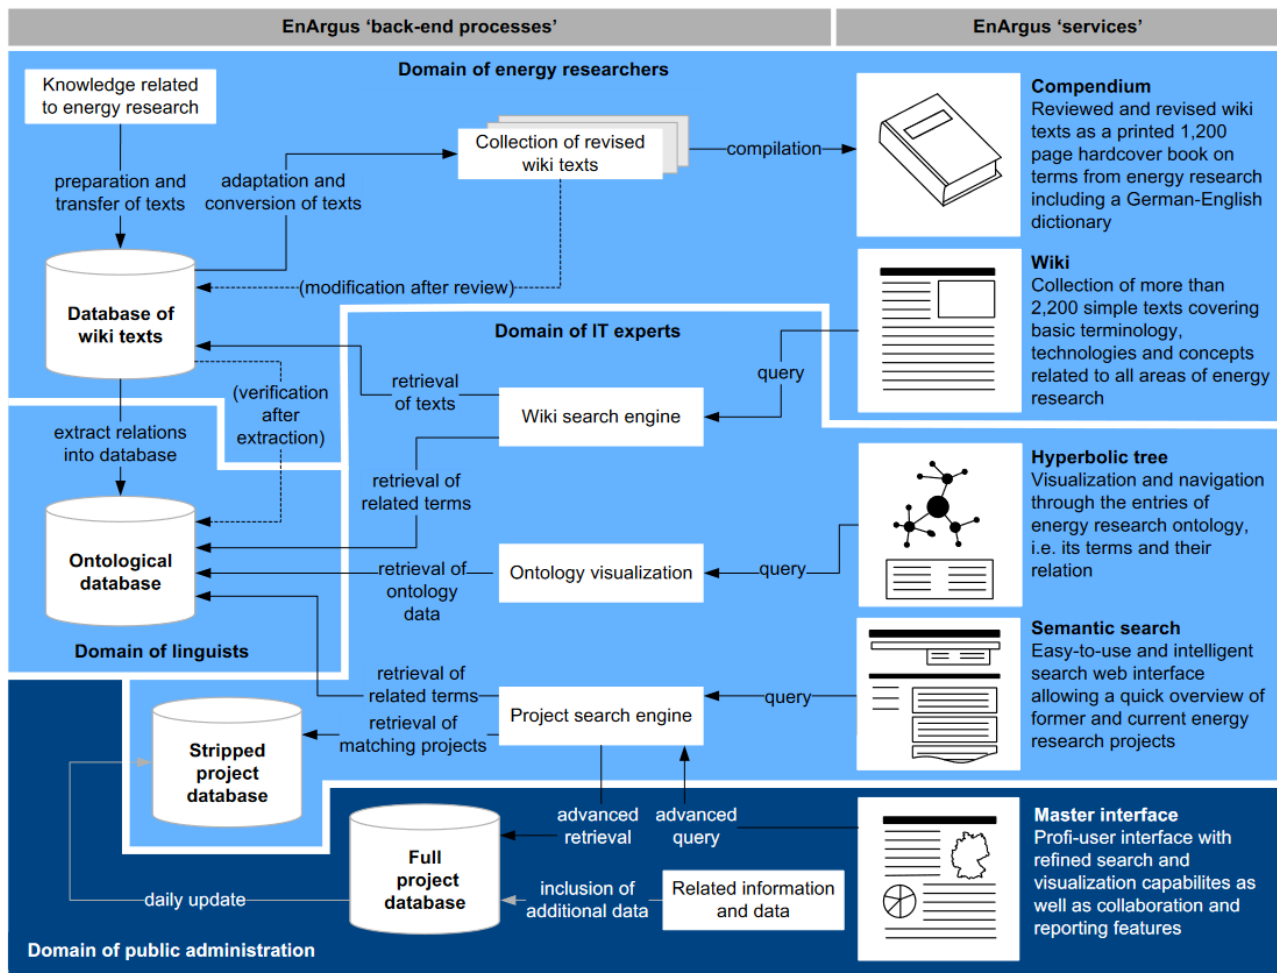 EnArgus ‘back-end processes’
EnArgus ‘services’
Domain of energy researchers
Knowledge related
to energy research
preparation and
transfer of texts
adaptation and
conversion of texts
Collection of revised
wiki texts
compilation
Compendium
Reviewed and revised wiki
texts as a printed 1,200
page hardcover book on
terms from energy research
including a German-English
dictionary
(modification after review)
Database of
wiki texts
Wiki
Collection of more than
2,200 simple texts covering
basic terminology,
technologies and concepts
related to all areas of energy
research
Domain of IT experts
query
retrieval
of texts
Wiki search engine
(verification
after
extraction)
extract relations
into database
retrieval of
related terms
Hyperbolic tree
Visualization and navigation
through the entries of
energy research ontology,
i.e. its terms and their
relation
Ontological
database
retrieval of
ontology
data
Ontology visualization
query
Domain of linguists
Semantic search
Easy-to-use and intelligent
search web interface
allowing a quick overview of
former and current energy
research projects
retrieval of
related terms
retrieval of
matching projects
Project search engine
query
Stripped
project
database
advanced
retrieval
advanced
query
Master interface
Profi-user interface with
refined search and
visualization capabilites as
well as collaboration and
reporting features
Full
project
database
inclusion of
additional data
Related information
and data
daily update
Domain of public administration